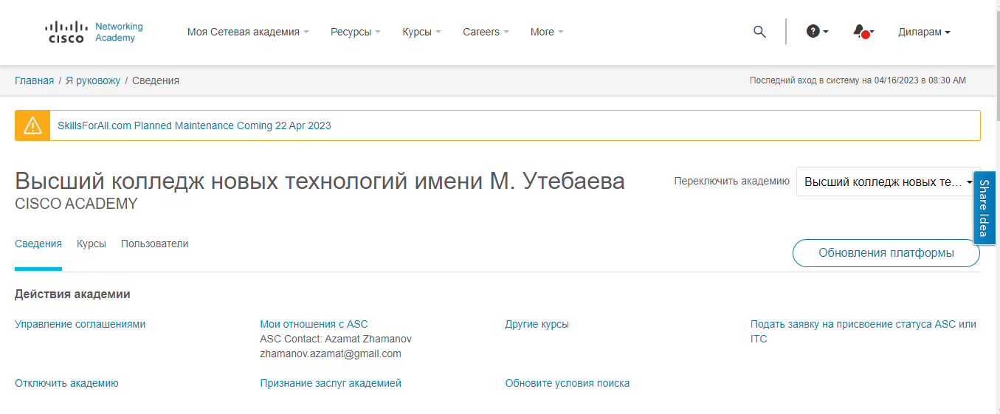 CISCO Networking Academy
Моя Сетевая академия Ресурсы Курсы Careers More ? Диларам
Главная / Я руковожу / Сведения Последний вход в систему на 04/16/2023 в 08:30 AM
SkillsForAll.com Planned Maintenance Coming 22 Apr 2023
Высший колледж новых технологий имени М. Утебаева
CISCO ACADEMY
Переключить академию Высший колледж новых те...
Share Idea
Сведения Курсы Пользователи
Обновления платформы
Действия академии
Управление соглашениями
Мои отношения с ASC
ASC Contact: Azamat Zhamanov
zhamanov.azamat@gmail.com
Другие курсы
Подать заявку на присвоение статуса ASC или
ITC
Отключить академию
Признание заслуг академией
Обновите условия поиска